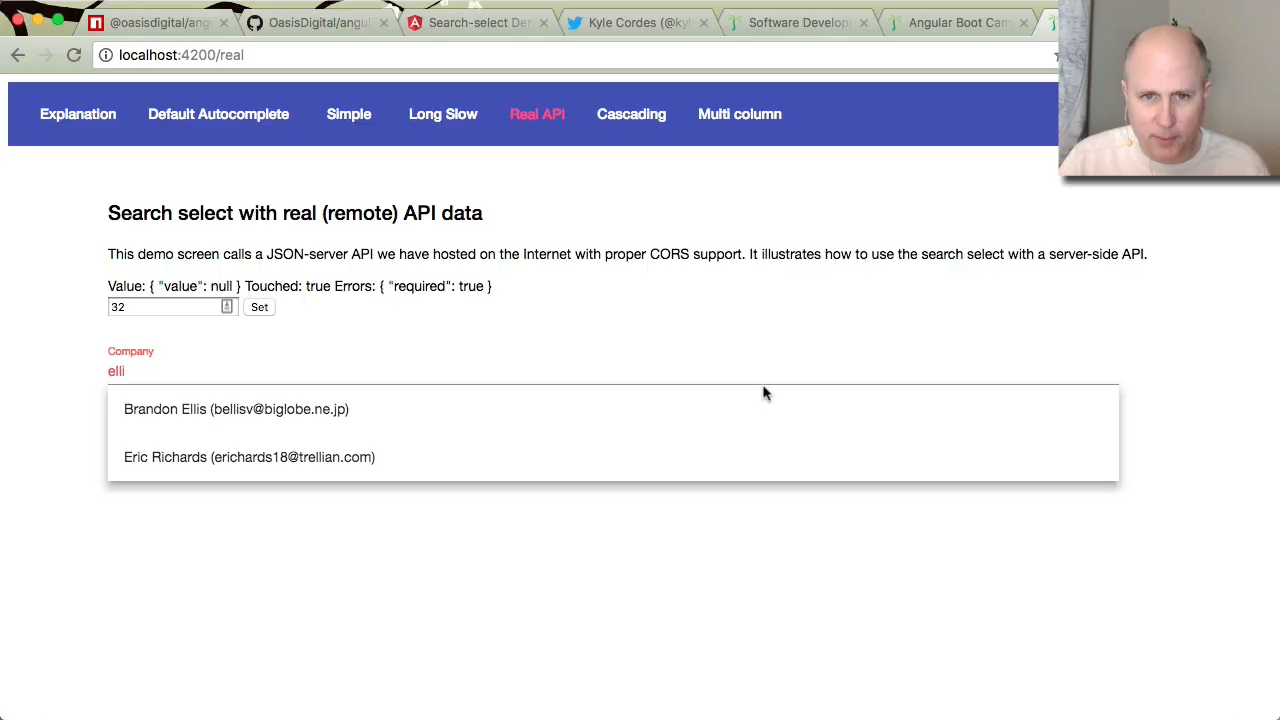 @oasisdigital/ang
OasisDigital/angul
Search-select Dem
Kyle Cordes (@kyl
Software Develop
Angular Boot Cam
localhost:4200/real
Explanation
Default Autocomplete
Simple
Long Slow
Real API
Cascading
Multi column
Search select with real (remote) API data
This demo screen calls a JSON-server API we have hosted on the Internet with proper CORS support. It illustrates how to use the search select with a server-side API.
Value: { "value": null } Touched: true Errors: { "required": true }
32
Set
Company
elli
Brandon Ellis (bellisv@biglobe.ne.jp)
Eric Richards (erichards18@trellian.com)